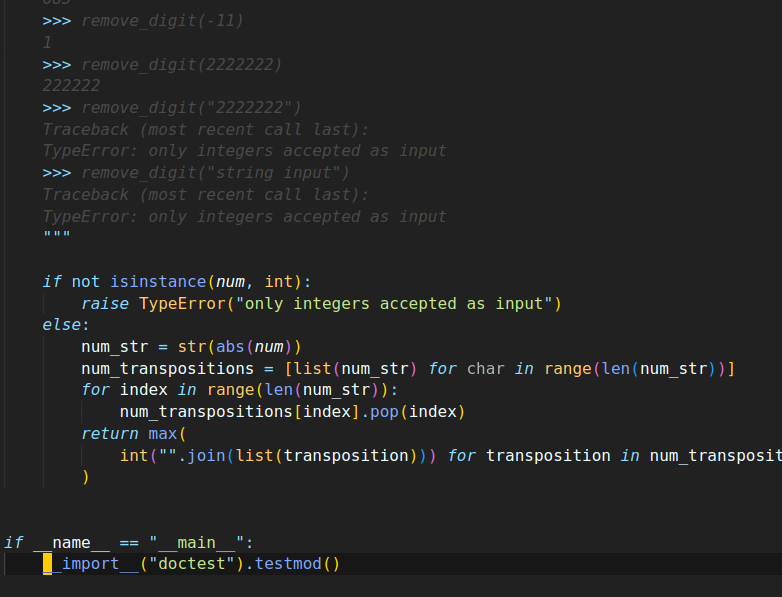 >>> remove_digit(-11)
1
>>> remove_digit(2222222)
222222
>>> remove_digit("2222222")
Traceback (most recent call last):
TypeError: only integers accepted as input
>>> remove_digit("string input")
Traceback (most recent call last):
TypeError: only integers accepted as input
"""
if not isinstance(num, int):
raise TypeError("only integers accepted as input")
else:
num_str = str(abs(num))
num_transpositions = [list(num_str) for char in range(len(num_str))]
for index in range(len(num_str)):
num_transpositions[index].pop(index)
return max(
int("".join(list(transposition))) for transposition in num_transposit
)
if __name__ == "__main__":
__import__("doctest").testmod()